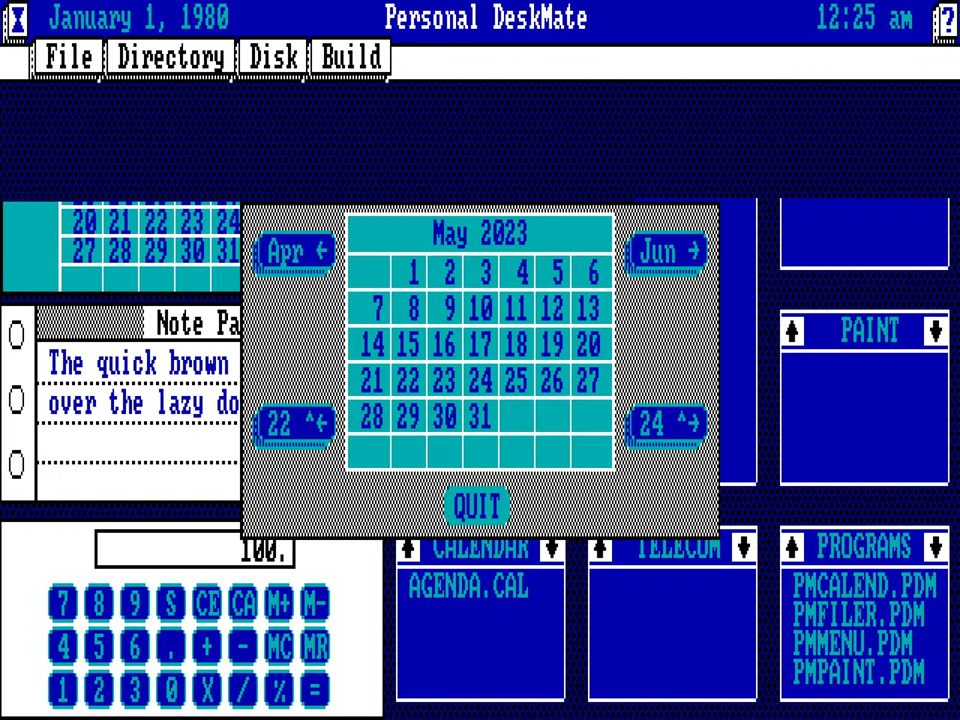 January 1, 1980 Personal DeskMate 12:25 am ?
File Directory Disk Build
20 21 22 23 24
27 28 29 30 31
Apr ← May 2023 Jun →
1 2 3 4 5 6
7 8 9 10 11 12 13
14 15 16 17 18 19 20
21 22 23 24 25 26 27
28 29 30 31
22 ^← 24 ^→
QUIT
Note Pa
The quick brown
over the lazy do
PAINT
100.
7 8 9 S CE CA M+ M-
4 5 6 . + - MC MR
1 2 3 0 X / % =
CALENDAR
AGENDA.CAL
TELECOM
PROGRAMS
PMCALEND.PDM
PMFILER.PDM
PMMENU.PDM
PMPAINT.PDM